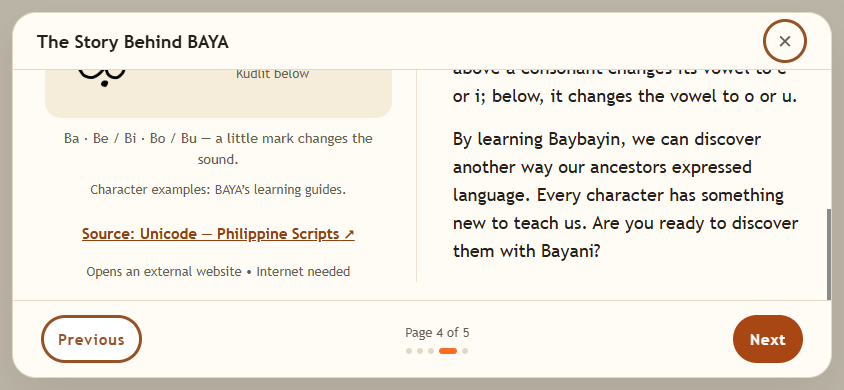 The Story Behind BAYA
Kudlit below
Ba · Be / Bi · Bo / Bu — a little mark changes the
sound.
Character examples: BAYA’s learning guides.
Source: Unicode — Philippine Scripts ↗
Opens an external website • Internet needed
above a consonant changes its vowel to e
or i; below, it changes the vowel to o or u.
By learning Baybayin, we can discover
another way our ancestors expressed
language. Every character has something
new to teach us. Are you ready to discover
them with Bayani?
Previous
Page 4 of 5
Next